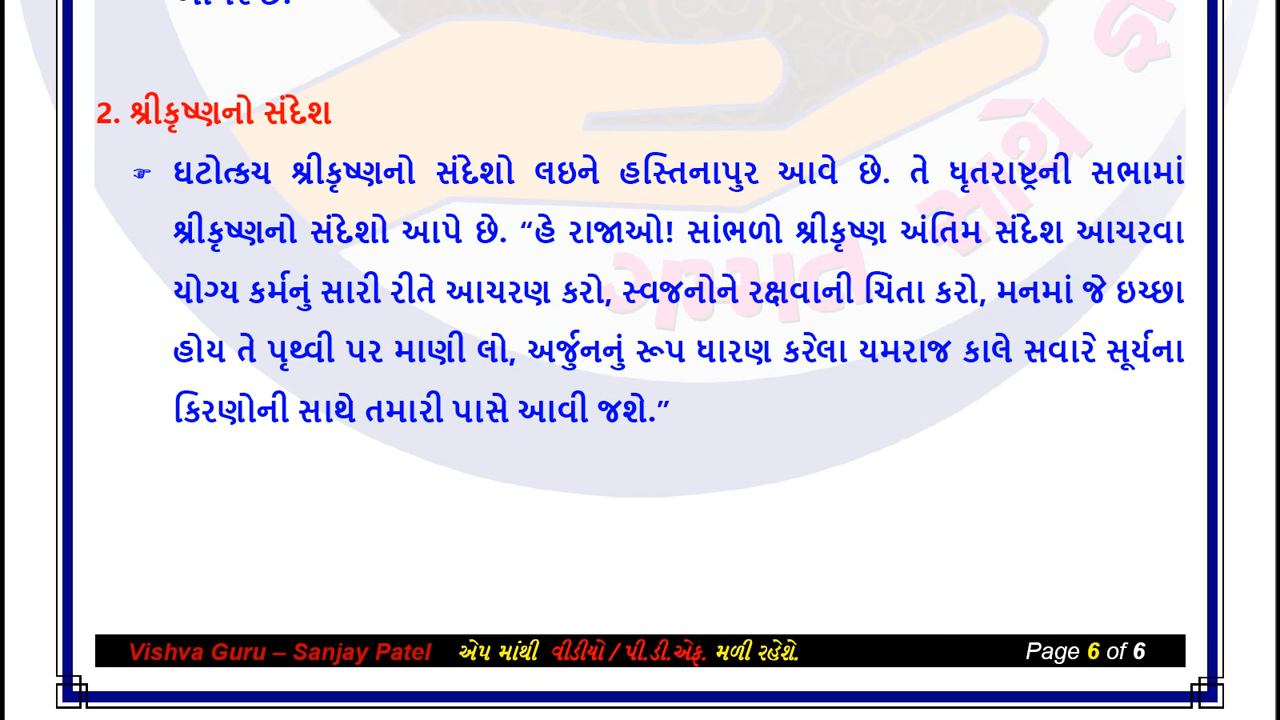 2. શ્રીકૃષ્ણનો સંદેશ
☞ ઘટોત્કચ શ્રીકૃષ્ણનો સંદેશો લઇને હસ્તિનાપુર આવે છે. તે ધૃતરાષ્ટ્રની સભામાં
શ્રીકૃષ્ણનો સંદેશો આપે છે. “હે રાજાઓ! સાંભળો શ્રીકૃષ્ણ અંતિમ સંદેશ આચરવા
યોગ્ય કર્મનું સારી રીતે આચરણ કરો, સ્વજનોને રક્ષવાની ચિંતા કરો, મનમાં જે ઇચ્છા
હોય તે પૃથ્વી પર માણી લો, અર્જુનનું રૂપ ધારણ કરેલા યમરાજ કાલે સવારે સૂર્યના
કિરણોની સાથે તમારી પાસે આવી જશે.”
Vishva Guru – Sanjay Patel એપ માંથી વીડીયો / પી.ડી.એફ. મળી રહેશે. Page 6 of 6